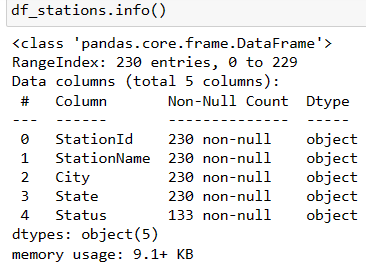 df_stations.info()
<class 'pandas.core.frame.DataFrame'>
RangeIndex: 230 entries, 0 to 229
Data columns (total 5 columns):
 #   Column       Non-Null Count  Dtype
---  ------       --------------  -----
 0   StationId    230 non-null    object
 1   StationName  230 non-null    object
 2   City         230 non-null    object
 3   State        230 non-null    object
 4   Status       133 non-null    object
dtypes: object(5)
memory usage: 9.1+ KB